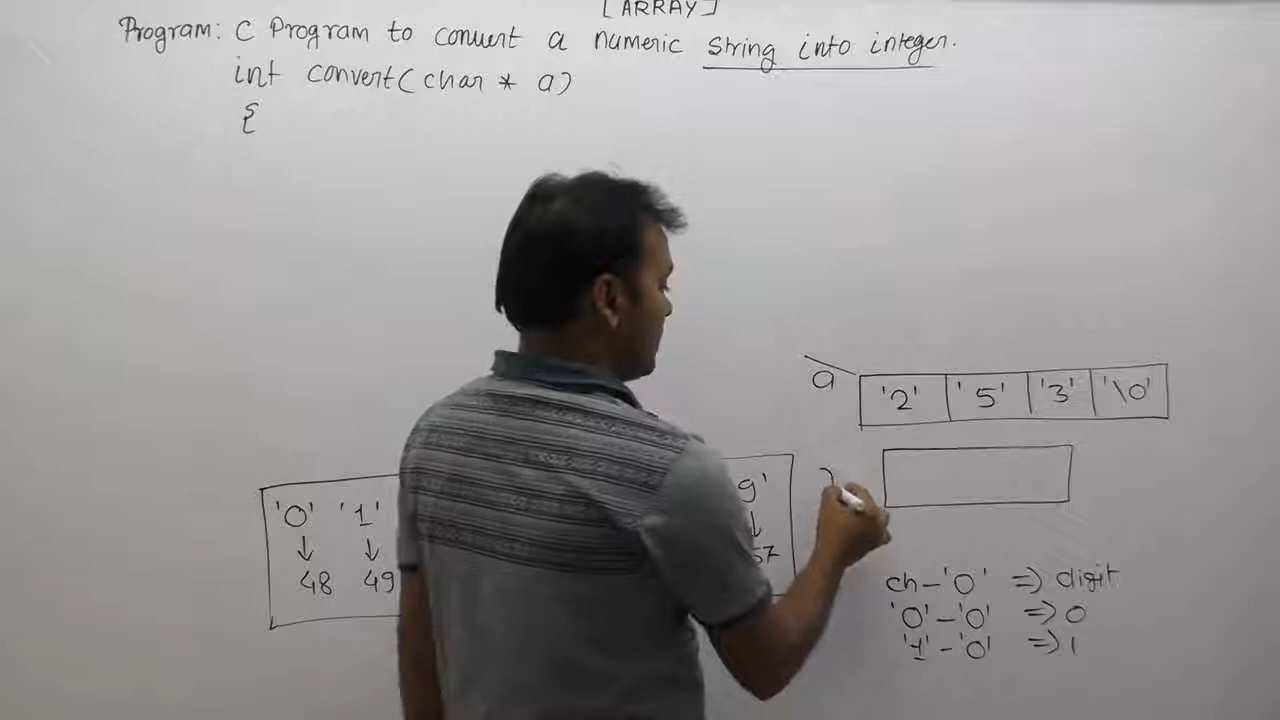 [ARRAY]
Program: C Program to convert a numeric string into integer.
int convert(char * a)
{
a '2' '5' '3' '\0'
'0' '1' 9'
↓ ↓ ↓
48 49 57
ch-'0' => digit
'0'-'0' => 0
'1'-'0' => 1